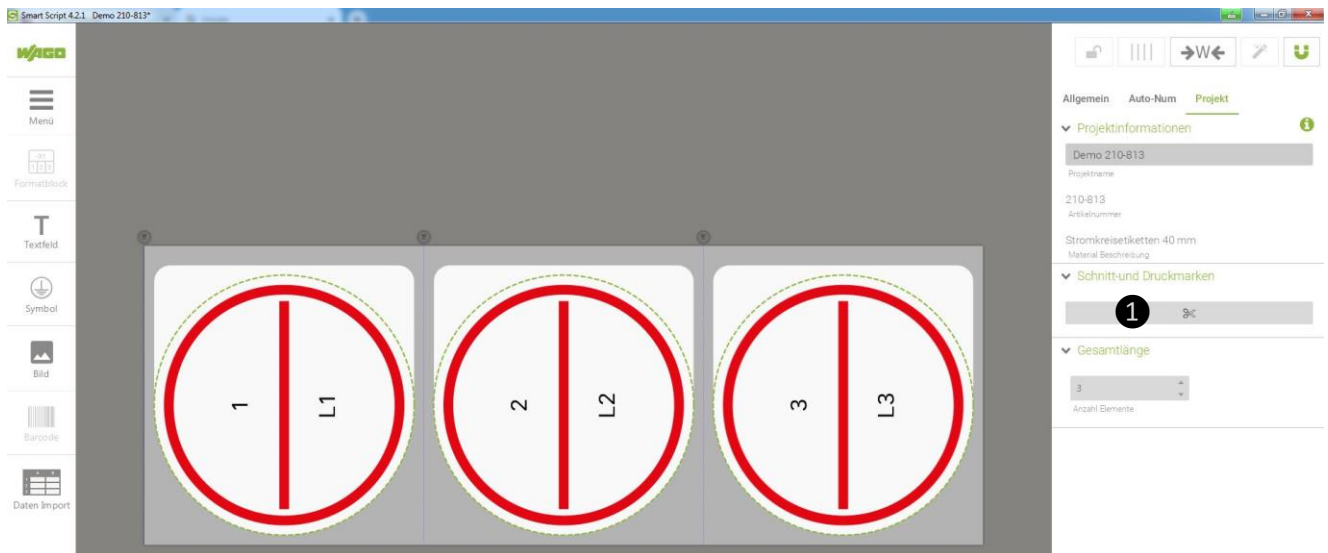 Smart Script 4.2.1 Demo 210-813*
WAGO
Menü
Formatblock
Textfeld
Symbol
Bild
Barcode
Daten Import
1
L1
2
L2
3
L3
→W←
Allgemein Auto-Num Projekt
Projektinformationen
Demo 210-813
Projektname
210-813
Artikelnummer
Stromkreisetiketten 40 mm
Material Beschreibung
Schnitt-und Druckmarken
1
Gesamtlänge
3
Anzahl Elemente